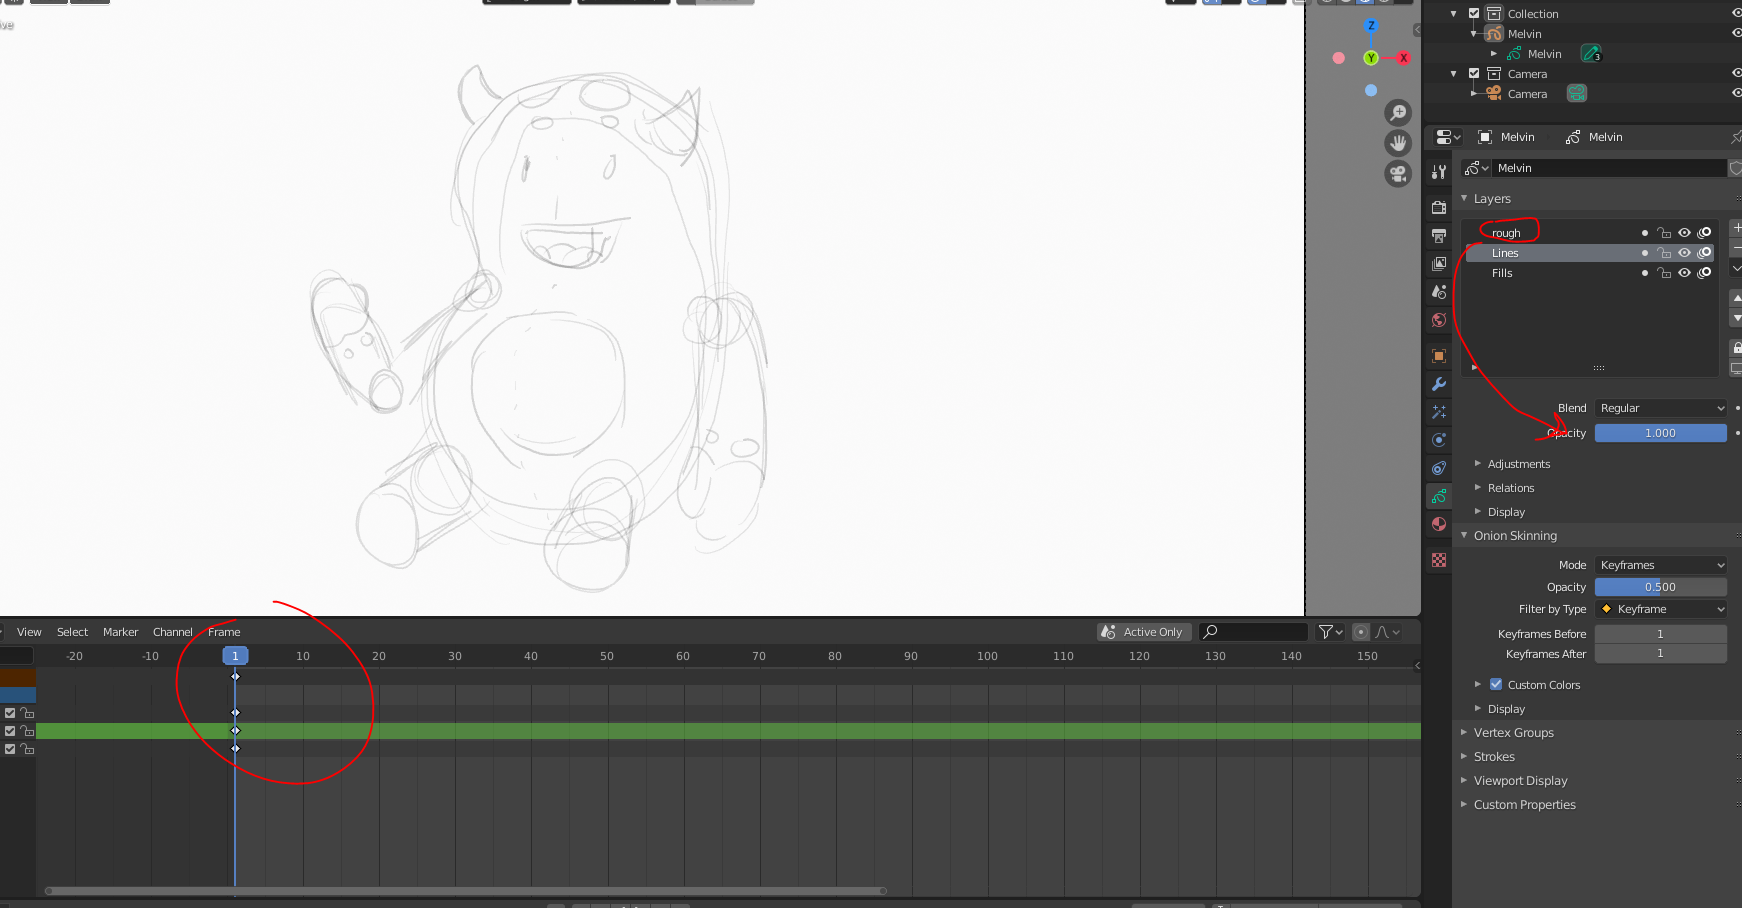 ve
Z
Y
X
View Select Marker Channel Frame
Active Only
-20 -10 1 10 20 30 40 50 60 70 80 90 100 110 120 130 140 150
Collection
Melvin
Melvin 3
Camera
Camera
Melvin Melvin
Melvin
Layers
rough
Lines
Fills
Blend Regular
Opacity 1.000
Adjustments
Relations
Display
Onion Skinning
Mode Keyframes
Opacity 0.500
Filter by Type Keyframe
Keyframes Before 1
Keyframes After 1
Custom Colors
Display
Vertex Groups
Strokes
Viewport Display
Custom Properties